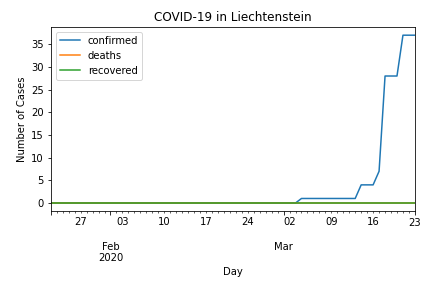 COVID-19 in Liechtenstein
confirmed
deaths
recovered
Number of Cases
35
30
25
20
15
10
5
0
27 03 10 17 24 02 09 16 23
Feb Mar
2020
Day